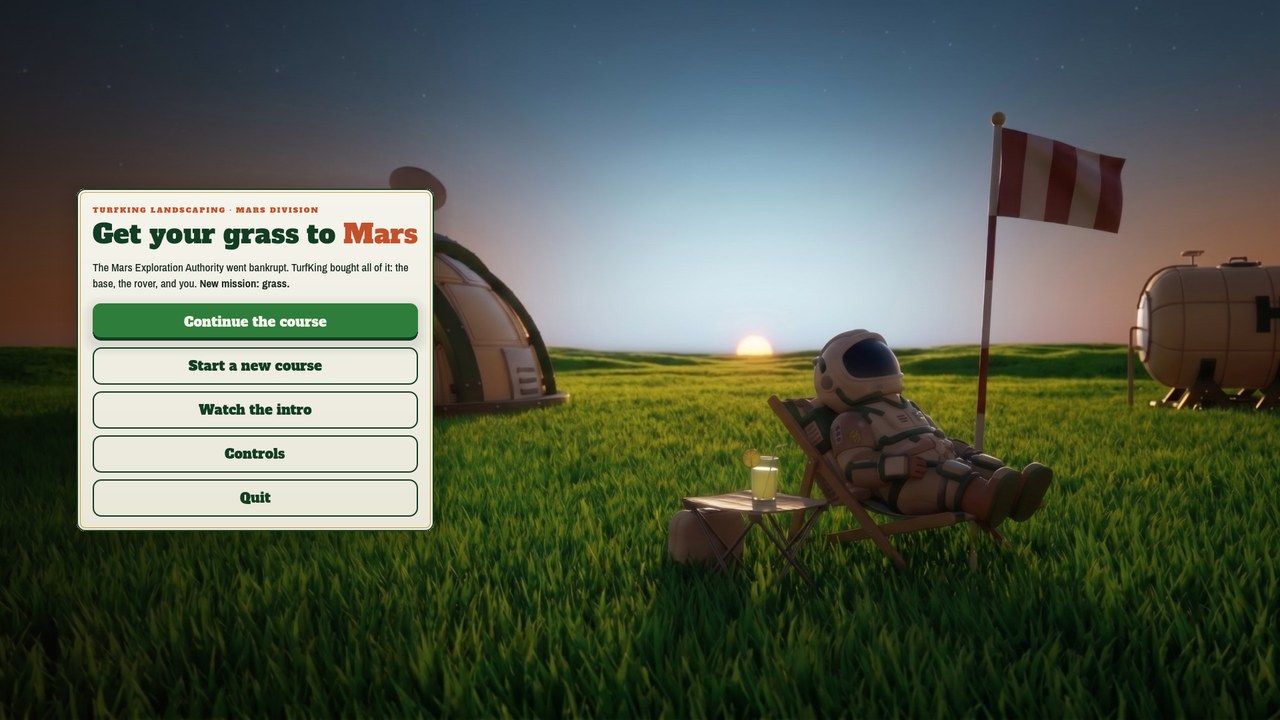 TURFKING LANDSCAPING · MARS DIVISION
Get your grass to Mars
The Mars Exploration Authority went bankrupt. TurfKing bought all of it: the
base, the rover, and you. New mission: grass.
Continue the course
Start a new course
Watch the intro
Controls
Quit